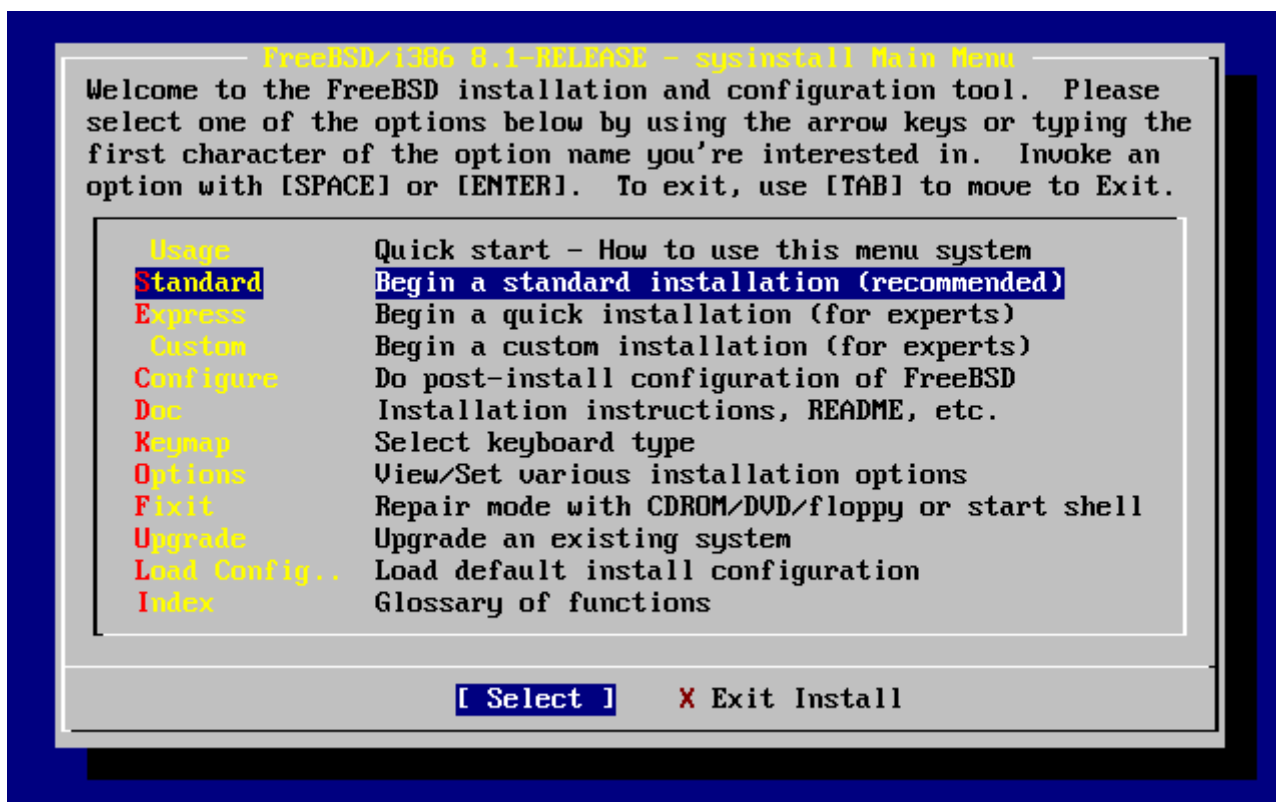 FreeBSD/i386 8.1-RELEASE - sysinstall Main Menu
Welcome to the FreeBSD installation and configuration tool.  Please
select one of the options below by using the arrow keys or typing the
first character of the option name you're interested in.  Invoke an
option with [SPACE] or [ENTER].  To exit, use [TAB] to move to Exit.
Usage Quick start - How to use this menu system
Standard Begin a standard installation (recommended)
Express Begin a quick installation (for experts)
Custom Begin a custom installation (for experts)
Configure Do post-install configuration of FreeBSD
Doc Installation instructions, README, etc.
Keymap Select keyboard type
Options View/Set various installation options
Fixit Repair mode with CDROM/DVD/floppy or start shell
Upgrade Upgrade an existing system
Load Config.. Load default install configuration
Index Glossary of functions
[ Select ] X Exit Install